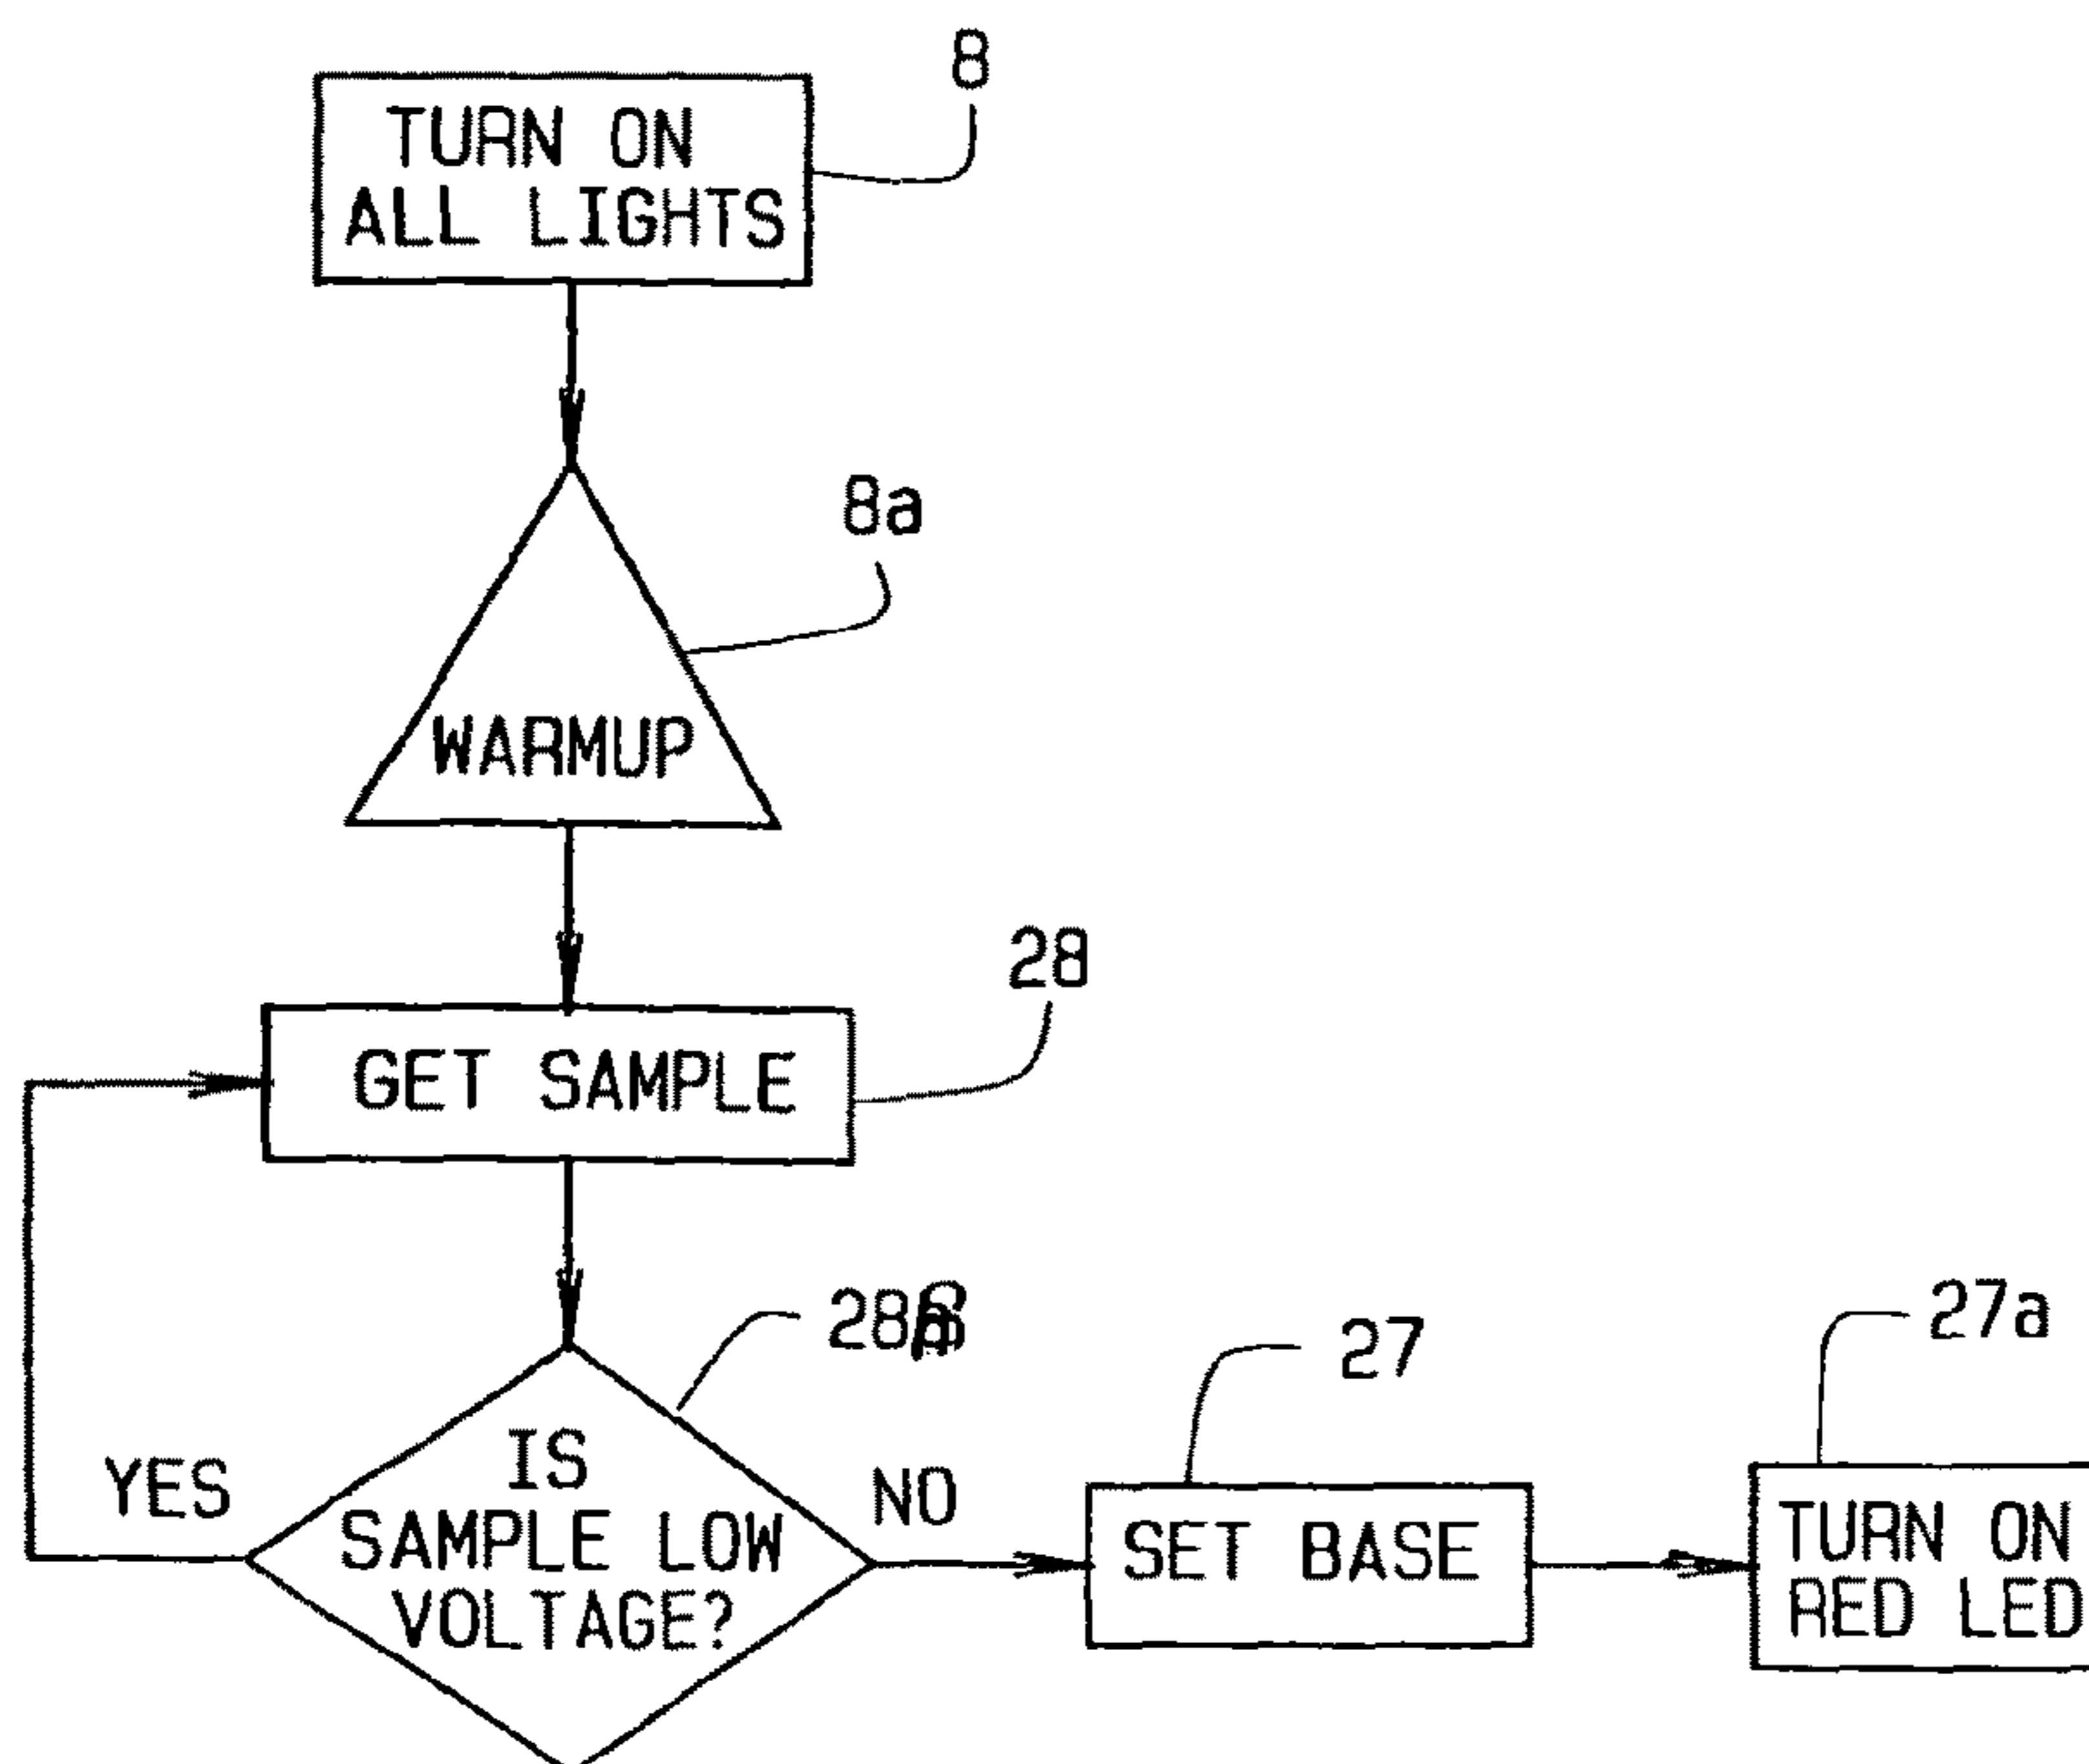 8
TURN ON
ALL LIGHTS
8a
WARMUP
28
GET SAMPLE
27
27a
YES
IS
SAMPLE LOW
VOLTAGE?
NO
SET BASE
TURN ON
RED LED